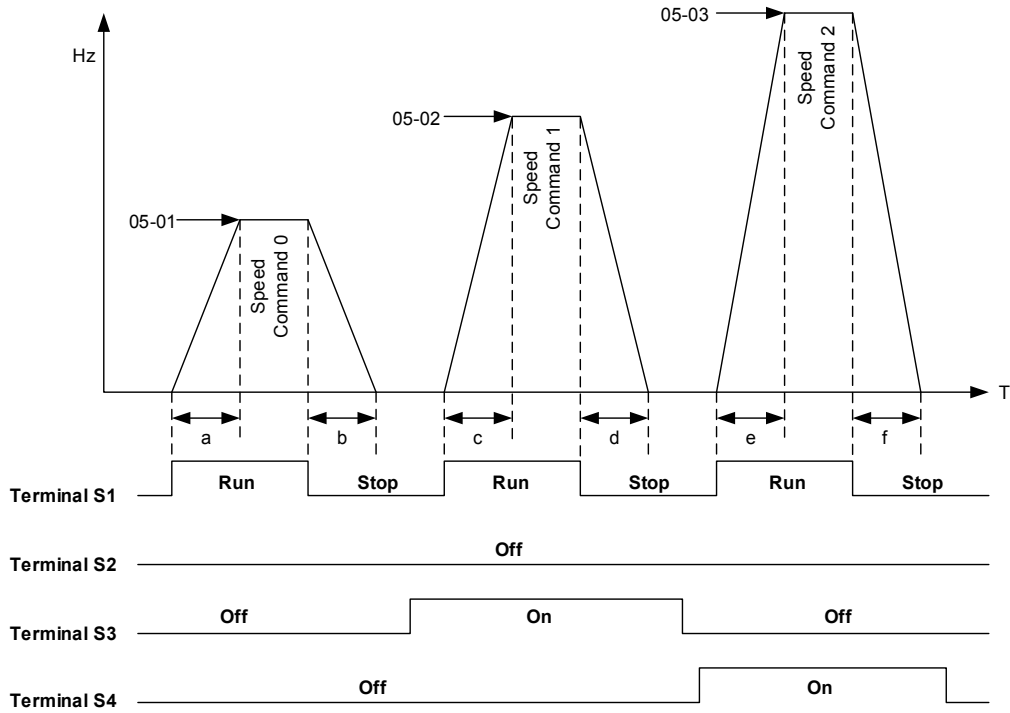 05-03
Hz
Speed
Command 2
05-02
Speed
Command 1
05-01
Speed
Command 0
T
a b c d e f
Terminal S1 Run Stop Run Stop Run Stop
Terminal S2 Off
Terminal S3 Off On Off
Terminal S4 Off On